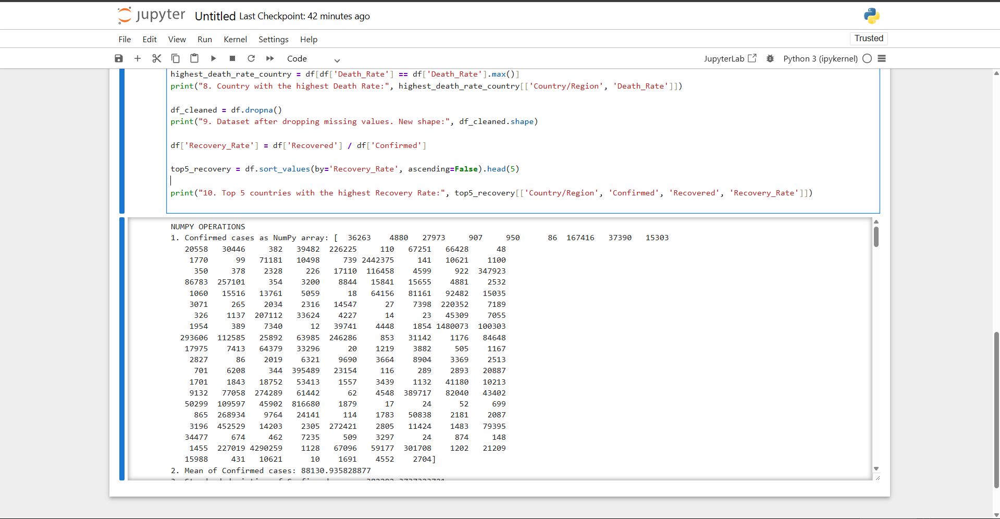 jupyter Untitled Last Checkpoint: 42 minutes ago
File Edit View Run Kernel Settings Help Trusted
Code JupyterLab Python 3 (ipykernel)
highest_death_rate_country = df[df['Death_Rate'] == df['Death_Rate'].max()]
print("8. Country with the highest Death Rate:", highest_death_rate_country[['Country/Region', 'Death_Rate']])
df_cleaned = df.dropna()
print("9. Dataset after dropping missing values. New shape:", df_cleaned.shape)
df['Recovery_Rate'] = df['Recovered'] / df['Confirmed']
top5_recovery = df.sort_values(by='Recovery_Rate', ascending=False).head(5)
print("10. Top 5 countries with the highest Recovery Rate:", top5_recovery[['Country/Region', 'Confirmed', 'Recovered', 'Recovery_Rate']])
NUMPY OPERATIONS
1. Confirmed cases as NumPy array: [ 36263 4880 27973 907 950 86 167416 37390 15303
20558 30446 382 39482 226225 110 67251 66428 48
1770 99 71181 10498 739 2442375 141 10621 1100
350 378 2328 226 17110 116458 4599 922 347923
86783 257101 354 3200 8844 15841 15655 4881 2532
1060 15516 13761 5059 18 64156 81161 92482 15035
3071 265 2034 2316 14547 27 7398 220352 7189
326 1137 207112 33624 4227 14 23 45309 7055
1954 389 7340 12 39741 4448 1854 1480073 100303
293606 112585 25892 63985 246286 853 31142 1176 84648
17975 7413 64379 33296 20 1219 3882 505 1167
2827 86 2019 6321 9690 3664 8904 3369 2513
701 6208 344 395489 23154 116 289 2893 20887
1701 1843 18752 53413 1557 3439 1132 41180 10213
9132 77058 274289 61442 62 4548 389717 82040 43402
50299 109597 45902 816680 1879 17 24 52 699
865 268934 9764 24141 114 1783 50838 2181 2087
3196 452529 14203 2305 272421 2805 11424 1483 79395
34477 674 462 7235 509 3297 24 874 148
1455 227019 4290259 1128 67096 59177 301708 1202 21209
15988 431 10621 10 1691 4552 2704]
2. Mean of Confirmed cases: 88130.935828877